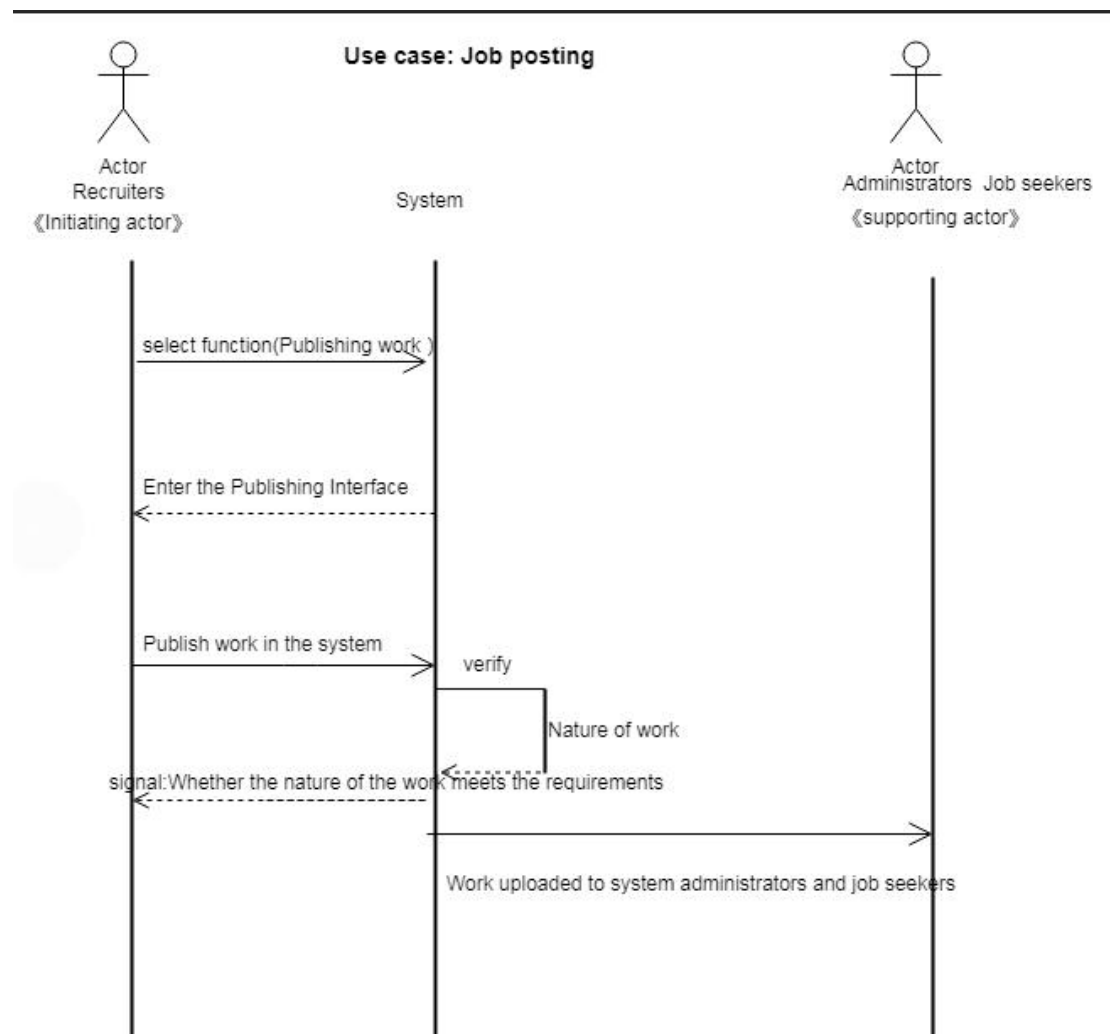 Use case: Job posting
Actor
Recruiters
《Initiating actor》
System
Actor
Administrators  Job seekers
《supporting actor》
select function(Publishing work )
Enter the Publishing Interface
Publish work in the system
verify
Nature of work
signal:Whether the nature of the work meets the requirements
Work uploaded to system administrators and job seekers